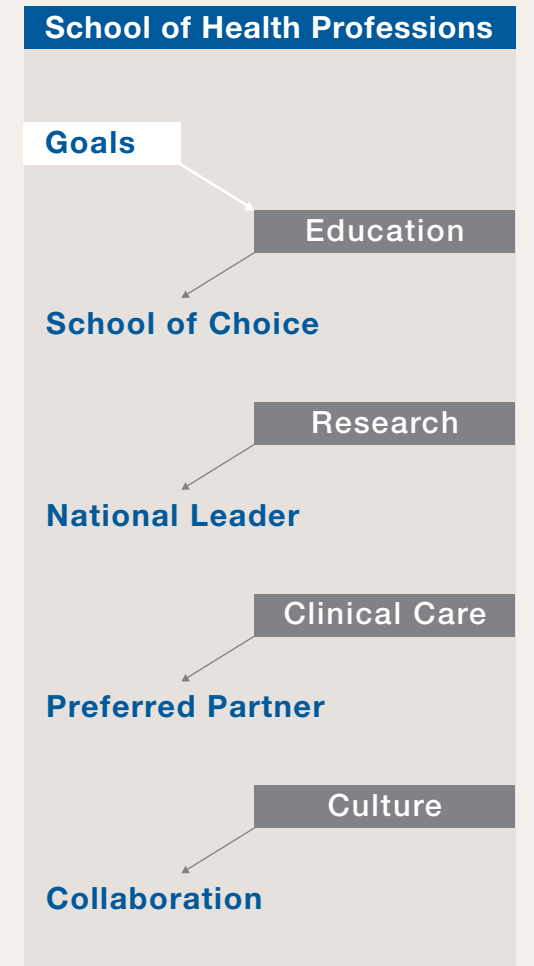 School of Health Professions
Goals
Education
School of Choice
Research
National Leader
Clinical Care
Preferred Partner
Culture
Collaboration